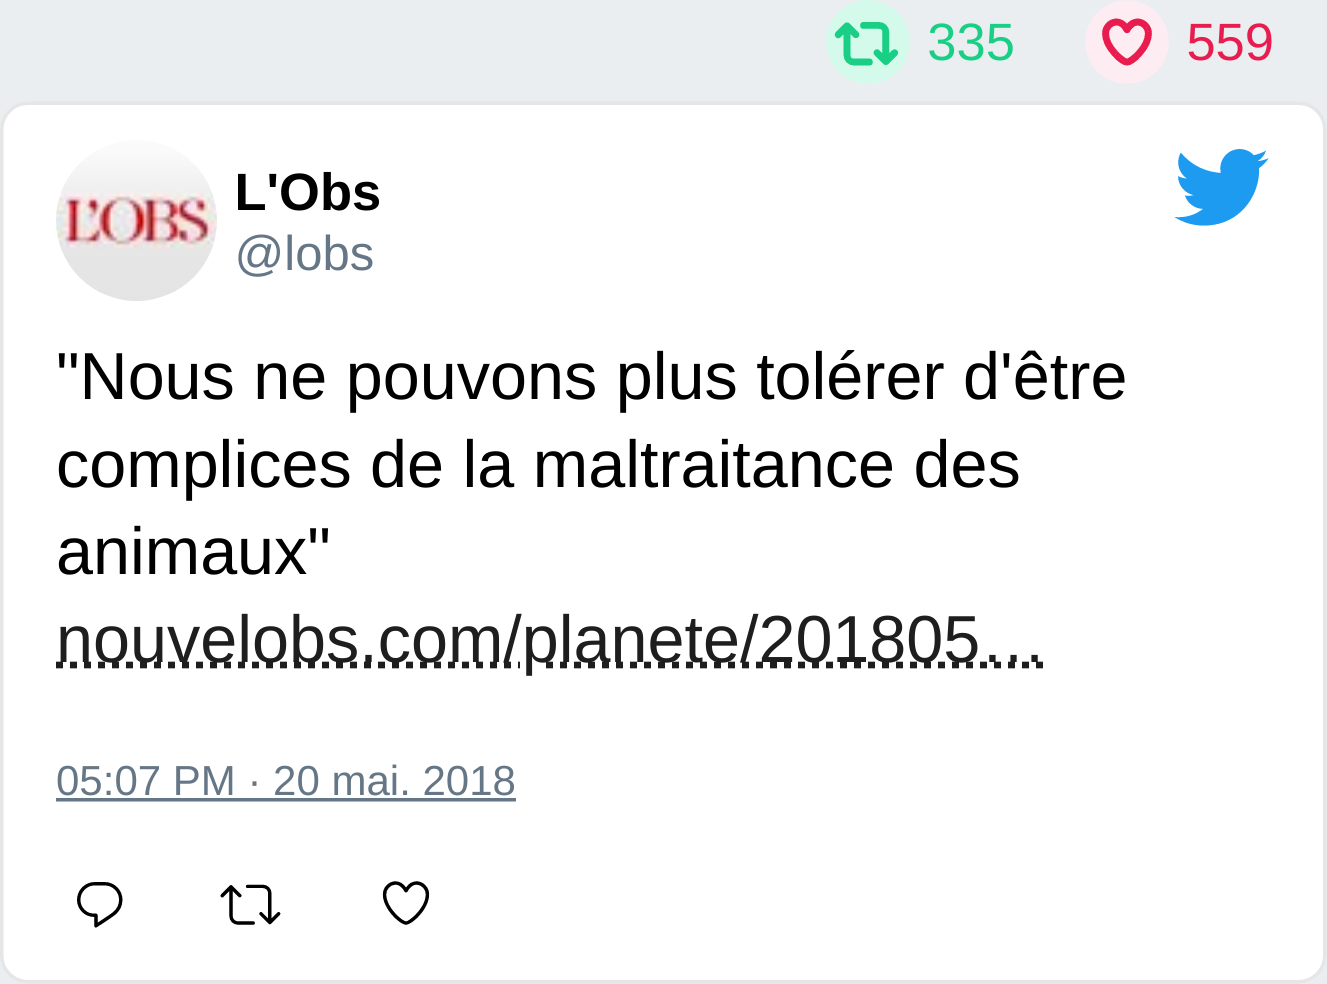 335 559
L'OBS
L'Obs
@lobs
"Nous ne pouvons plus tolérer d'être
complices de la maltraitance des
animaux"
nouvelobs.com/planete/201805…
05:07 PM · 20 mai. 2018